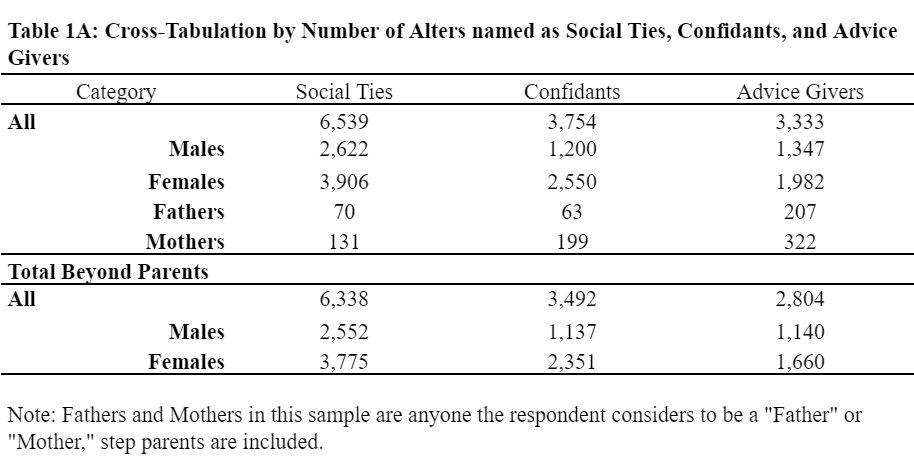 Table 1A: Cross-Tabulation by Number of Alters named as Social Ties, Confidants, and Advice
Givers
Category Social Ties Confidants Advice Givers
All 6,539 3,754 3,333
Males 2,622 1,200 1,347
Females 3,906 2,550 1,982
Fathers 70 63 207
Mothers 131 199 322
Total Beyond Parents
All 6,338 3,492 2,804
Males 2,552 1,137 1,140
Females 3,775 2,351 1,660
Note: Fathers and Mothers in this sample are anyone the respondent considers to be a "Father" or
"Mother," step parents are included.